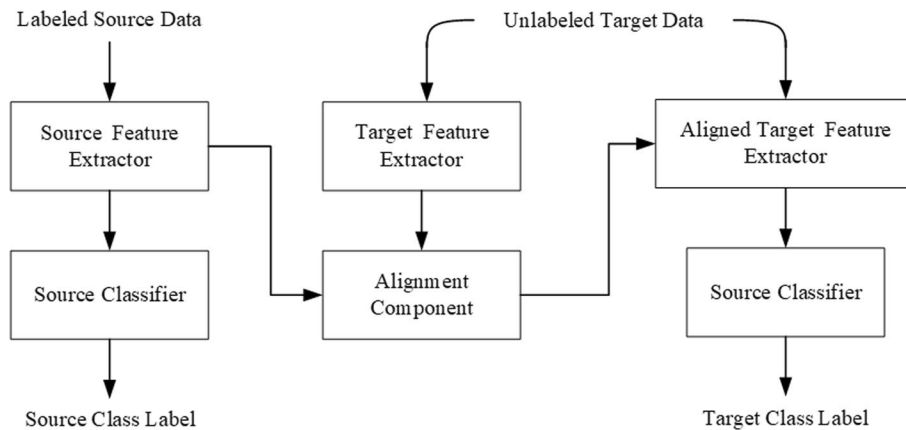 Labeled Source Data
Unlabeled Target Data
Source Feature
Extractor
Target Feature
Extractor
Aligned Target Feature
Extractor
Source Classifier
Alignment
Component
Source Classifier
Source Class Label
Target Class Label